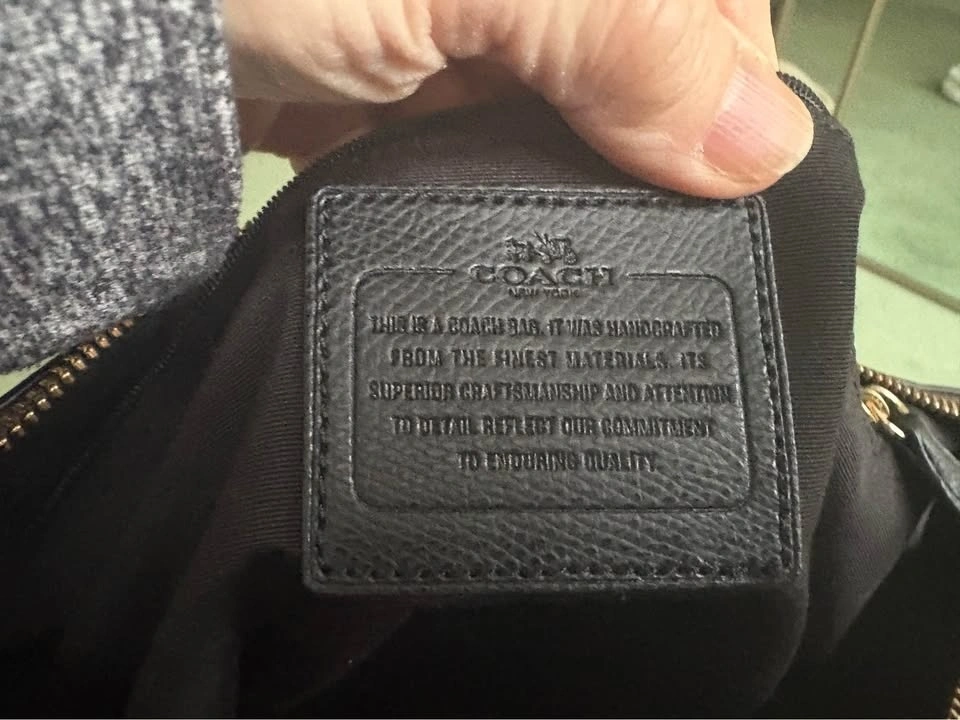 COACH
NEW YORK
THIS IS A COACH BAG. IT WAS HANDCRAFTED
FROM THE FINEST MATERIALS. ITS
SUPERIOR CRAFTSMANSHIP AND ATTENTION
TO DETAIL REFLECT OUR COMMITMENT
TO ENDURING QUALITY.